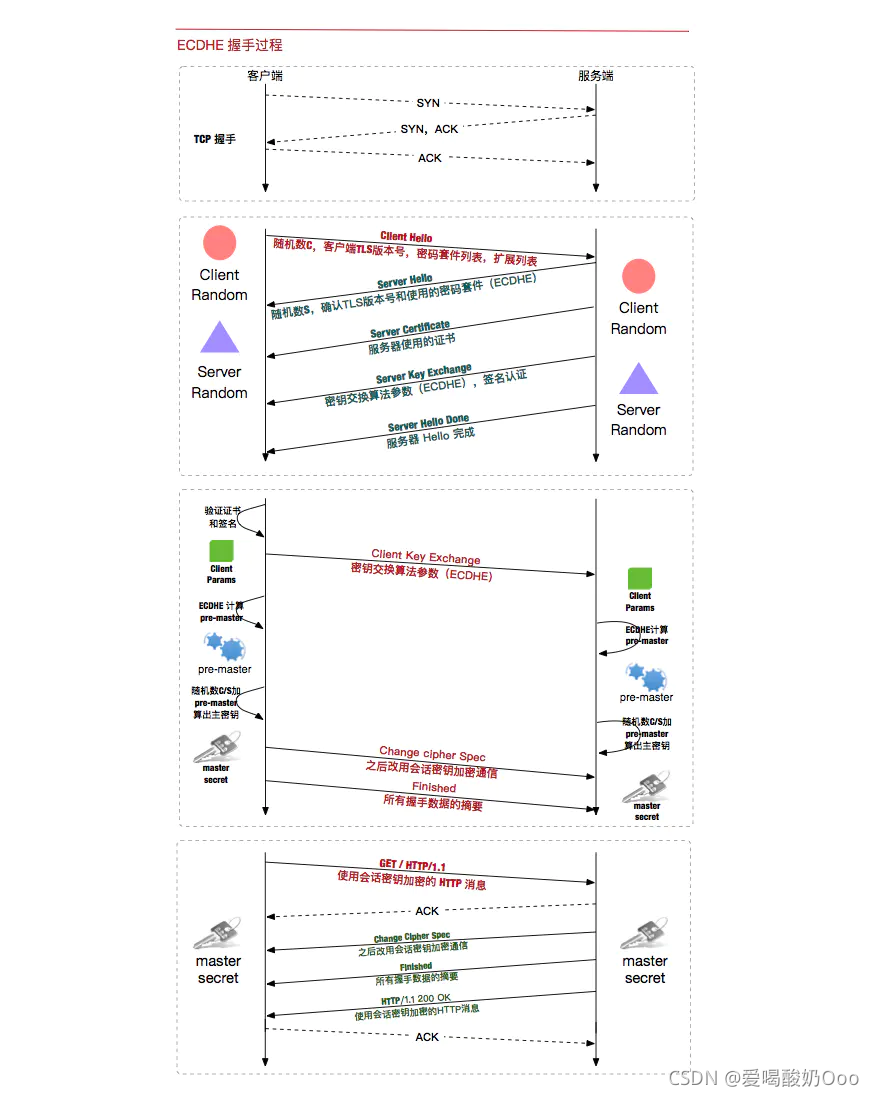 ECDHE 握手过程
客户端
服务端
SYN
SYN，ACK
TCP 握手
ACK
Client Hello
随机数C，客户端TLS版本号，密码套件列表，扩展列表
Client
Random
Server Hello
随机数S，确认TLS版本号和使用的密码套件（ECDHE）
Client
Random
Server Certificate
服务器使用的证书
Server
Random
Server Key Exchange
密钥交换算法参数（ECDHE），签名认证
Server
Random
Server Hello Done
服务器 Hello 完成
验证证书
和签名
Client Key Exchange
密钥交换算法参数（ECDHE）
Client
Params
Client
Params
ECDHE 计算
pre-master
ECDHE计算
pre-master
pre-master
pre-master
随机数C/S加
pre-master
算出主密钥
随机数C/S加
pre-master
算出主密钥
Change cipher Spec
之后改用会话密钥加密通信
master
secret
Finished
所有握手数据的摘要
master
secret
GET / HTTP/1.1
使用会话密钥加密的 HTTP 消息
ACK
Change Cipher Spec
之后改用会话密钥加密通信
master
secret
master
secret
Finished
所有握手数据的摘要
HTTP/1.1 200 OK
使用会话密钥加密的HTTP消息
ACK
CSDN @爱喝酸奶Ooo